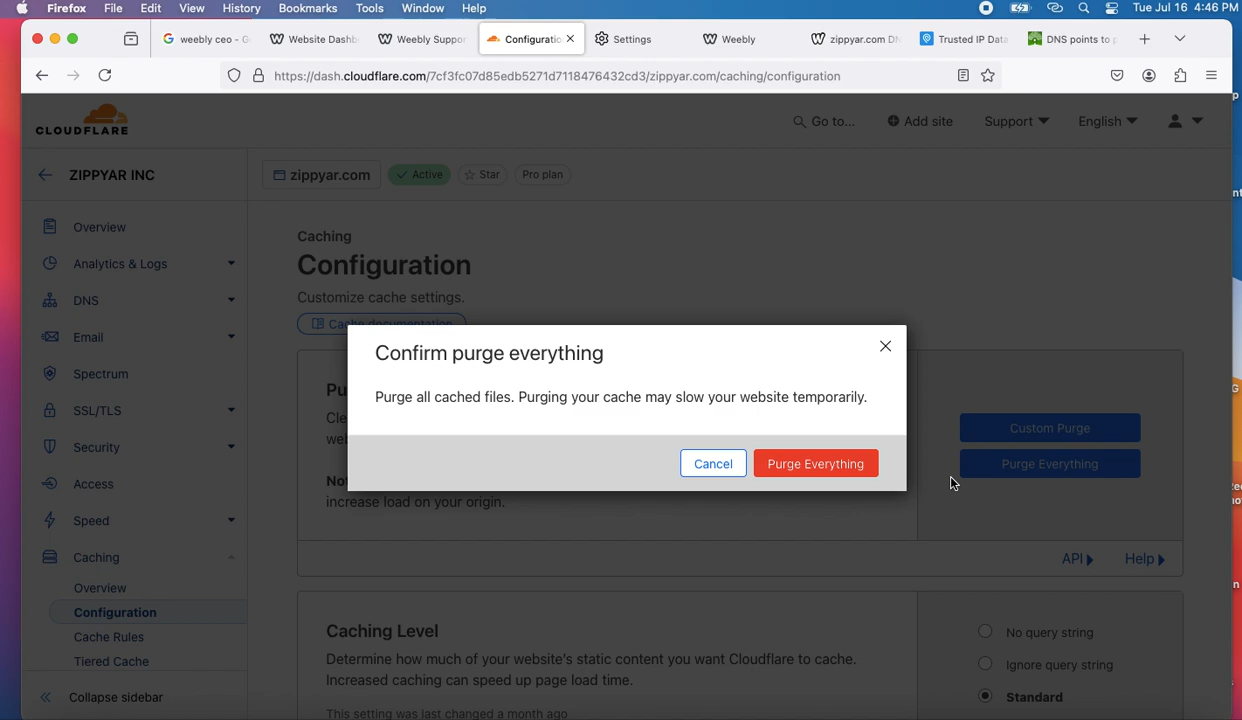 Firefox File Edit View History Bookmarks Tools Window Help Tue Jul 16 4:46 PM
weebly ceo - G Website Dashb Weebly Suppor Configuratio Settings Weebly zippyar.com DN Trusted IP Data DNS points to p
https://dash.cloudflare.com/7cf3fc07d85edb5271d7118476432cd3/zippyar.com/caching/configuration
CLOUDFLARE Go to... Add site Support English
ZIPPYAR INC zippyar.com Active Star Pro plan
Overview
Analytics & Logs
DNS
Email
Spectrum
SSL/TLS
Security
Access
Speed
Caching
Overview
Configuration
Cache Rules
Tiered Cache
Collapse sidebar
Caching
Configuration
Customize cache settings.
Cache documentation
Confirm purge everything
Purge all cached files. Purging your cache may slow your website temporarily.
Cancel Purge Everything
Custom Purge
Purge Everything
increase load on your origin.
API Help
Caching Level
Determine how much of your website's static content you want Cloudflare to cache.
Increased caching can speed up page load time.
This setting was last changed a month ago
No query string
Ignore query string
Standard